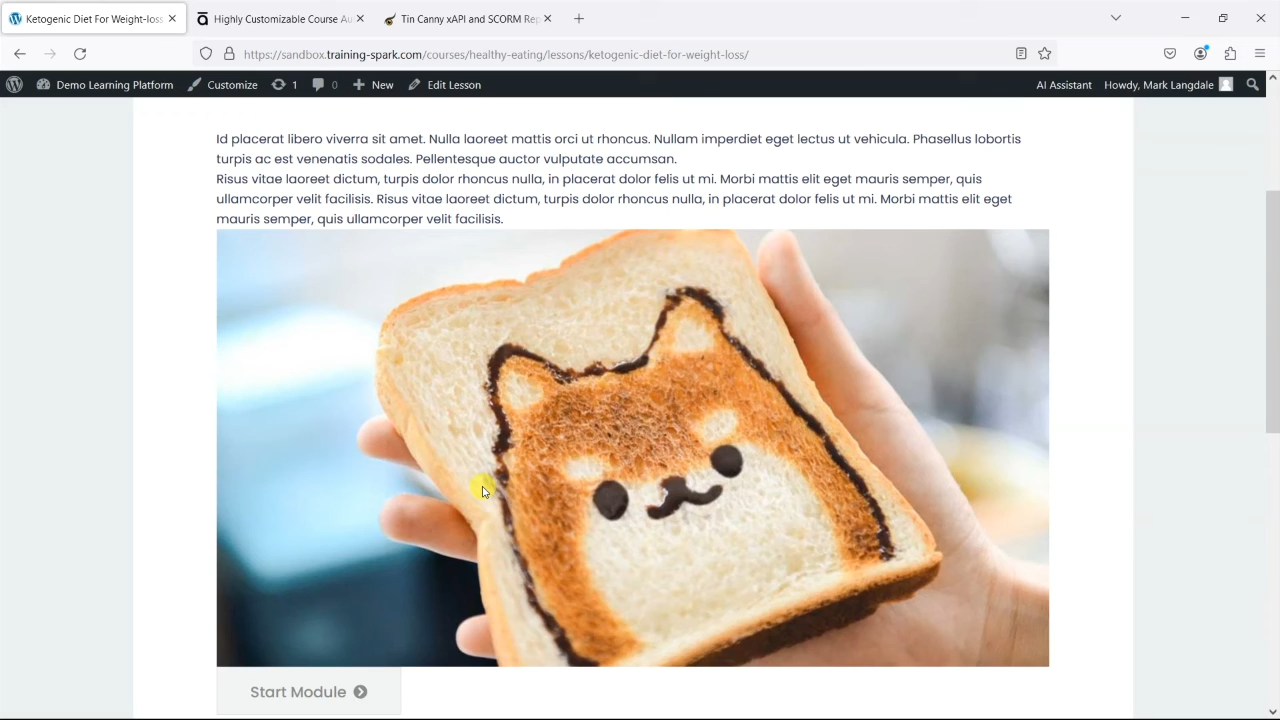 Ketogenic Diet For Weight-loss
Highly Customizable Course Au
Tin Canny xAPI and SCORM Rep
https://sandbox.training-spark.com/courses/healthy-eating/lessons/ketogenic-diet-for-weight-loss/
Demo Learning Platform Customize 1 0 New Edit Lesson AI Assistant Howdy, Mark Langdale
Id placerat libero viverra sit amet. Nulla laoreet mattis orci ut rhoncus. Nullam imperdiet eget lectus ut vehicula. Phasellus lobortis
turpis ac est venenatis sodales. Pellentesque auctor vulputate accumsan.
Risus vitae laoreet dictum, turpis dolor rhoncus nulla, in placerat dolor felis ut mi. Morbi mattis elit eget mauris semper, quis
ullamcorper velit facilisis. Risus vitae laoreet dictum, turpis dolor rhoncus nulla, in placerat dolor felis ut mi. Morbi mattis elit eget
mauris semper, quis ullamcorper velit facilisis.
Start Module